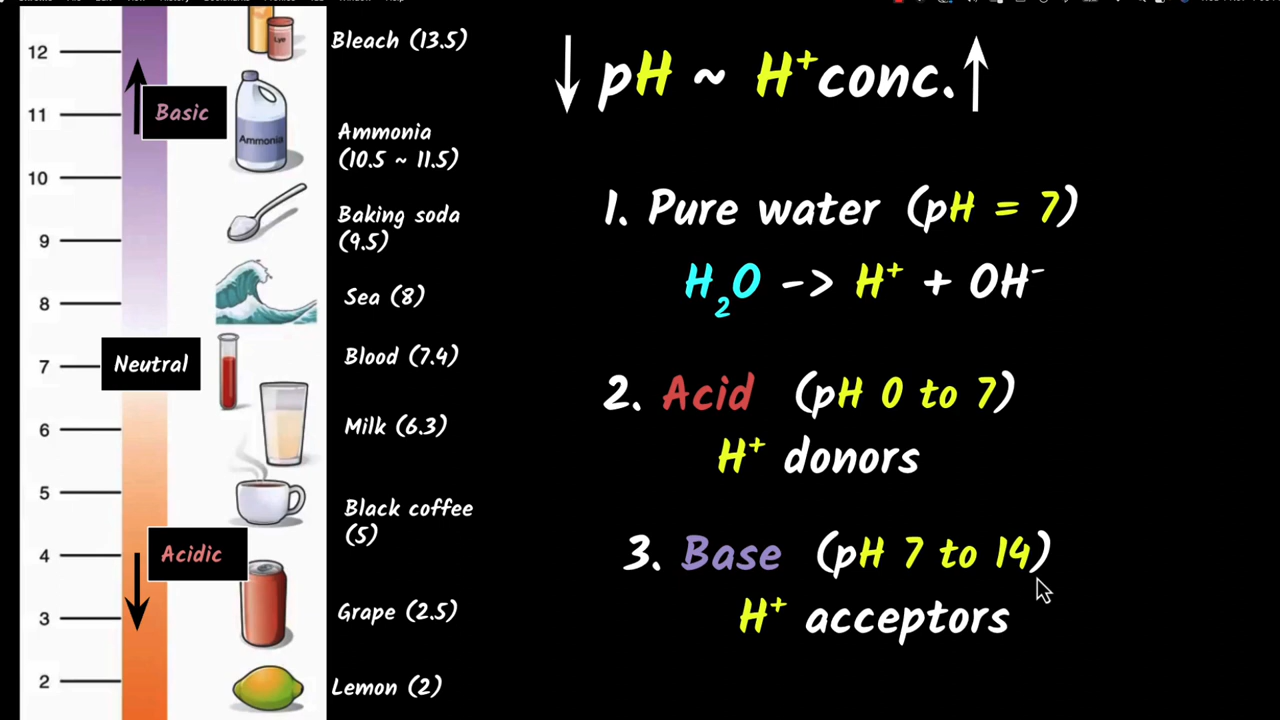 12
11
10
9
8
7
6
5
4
3
2
Basic
Neutral
Acidic
Lye
Ammonia
Bleach (13.5)
Ammonia
(10.5 ~ 11.5)
Baking soda
(9.5)
Sea (8)
Blood (7.4)
Milk (6.3)
Black coffee
(5)
Grape (2.5)
Lemon (2)
↓ pH ~ H⁺conc. ↑
1. Pure water (pH = 7)
H₂O -> H⁺ + OH⁻
2. Acid (pH 0 to 7)
H⁺ donors
3. Base (pH 7 to 14)
H⁺ acceptors